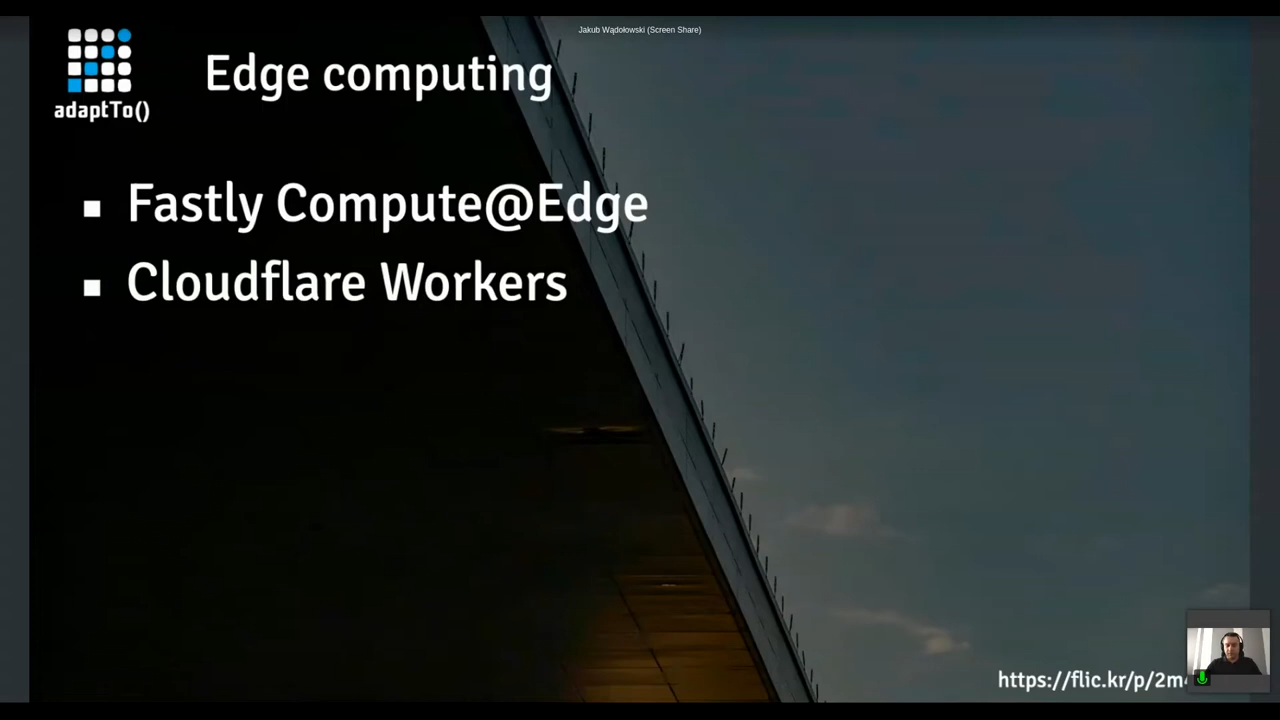 Jakub Wądołowski (Screen Share)
Edge computing
adaptTo()
Fastly Compute@Edge
Cloudflare Workers
https://flic.kr/p/2m